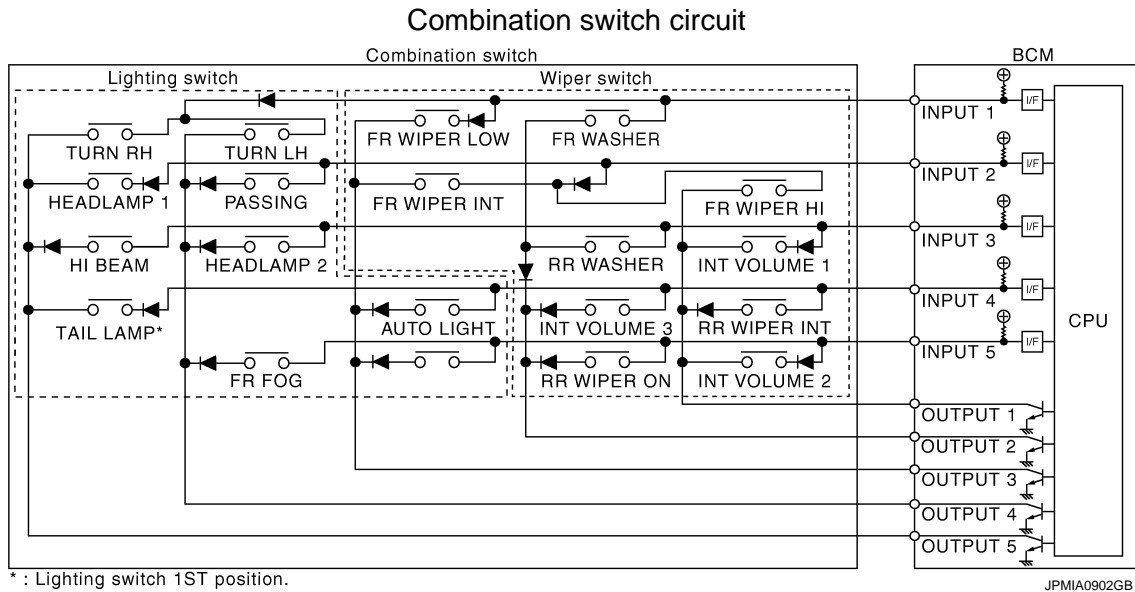 Combination switch circuit
Combination switch
BCM
Lighting switch
Wiper switch
INPUT 1
I/F
TURN RH
TURN LH
FR WIPER LOW
FR WASHER
INPUT 2
I/F
HEADLAMP 1
PASSING
FR WIPER INT
FR WIPER HI
INPUT 3
I/F
HI BEAM
HEADLAMP 2
RR WASHER
INT VOLUME 1
INPUT 4
I/F
TAIL LAMP*
AUTO LIGHT
INT VOLUME 3
RR WIPER INT
CPU
INPUT 5
I/F
FR FOG
RR WIPER ON
INT VOLUME 2
OUTPUT 1
OUTPUT 2
OUTPUT 3
OUTPUT 4
OUTPUT 5
* : Lighting switch 1ST position.
JPMIA0902GB